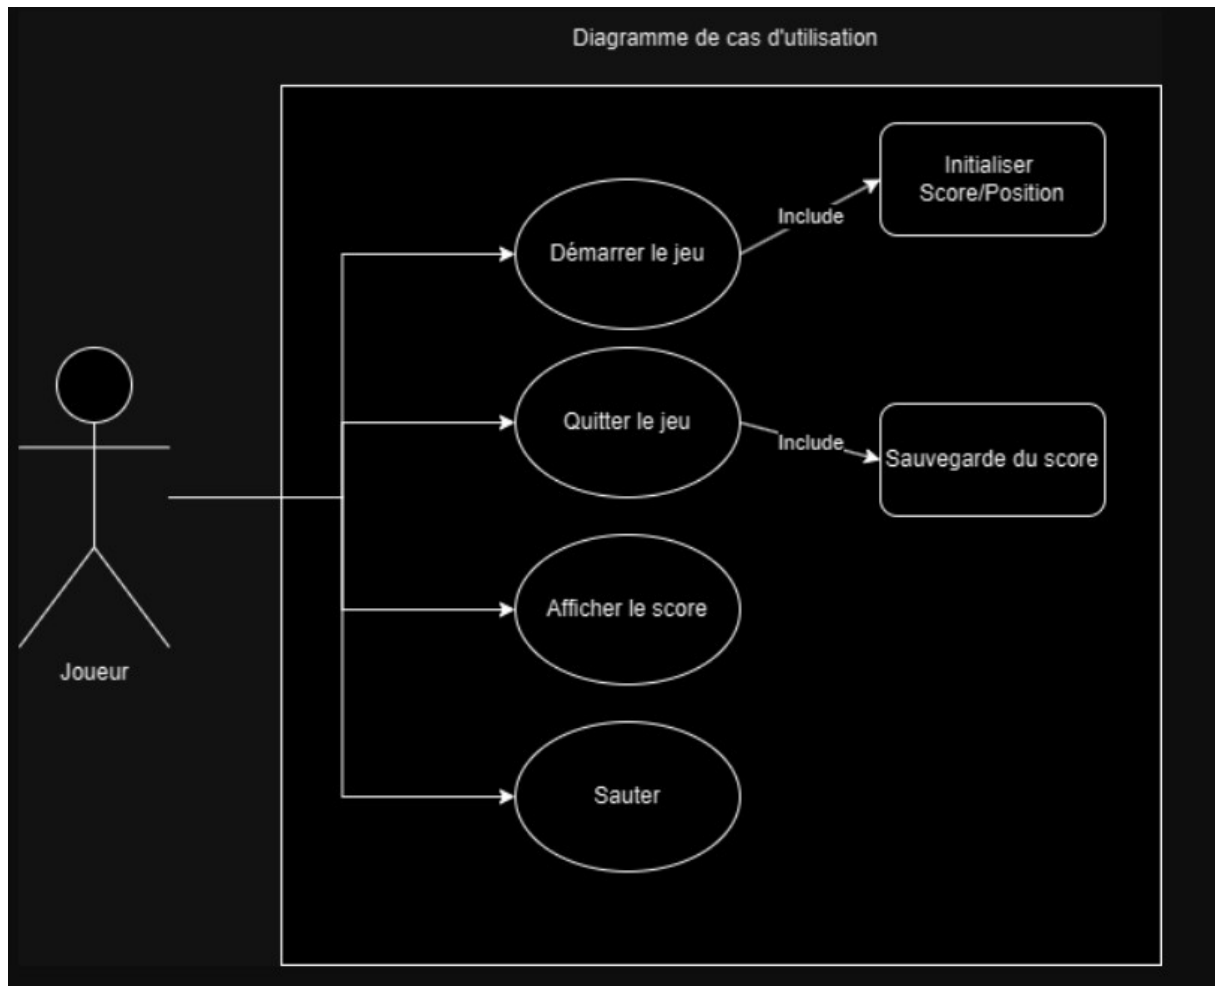 Diagramme de cas d'utilisation
Initialiser
Score/Position
Include
Démarrer le jeu
Quitter le jeu
Include
Sauvegarde du score
Afficher le score
Joueur
Sauter